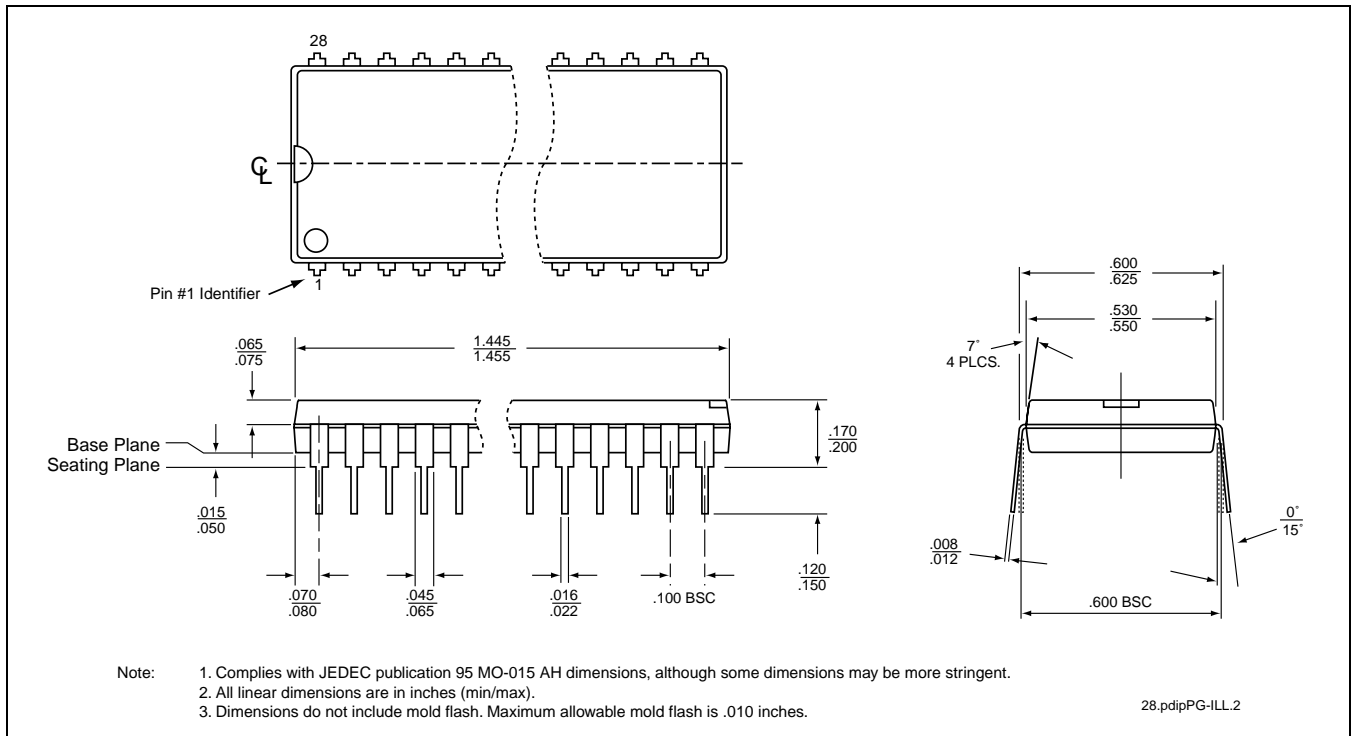 28
℄
1
Pin #1 Identifier
.600
.625
.530
.550
7°
4 PLCS.
.065
.075
1.445
1.455
Base Plane
Seating Plane
.170
.200
.015
.050
.070
.080
.045
.065
.016
.022
.100 BSC
.120
.150
.008
.012
0°
15°
.600 BSC
Note:
1. Complies with JEDEC publication 95 MO-015 AH dimensions, although some dimensions may be more stringent.
2. All linear dimensions are in inches (min/max).
3. Dimensions do not include mold flash. Maximum allowable mold flash is .010 inches.
28.pdipPG-ILL.2